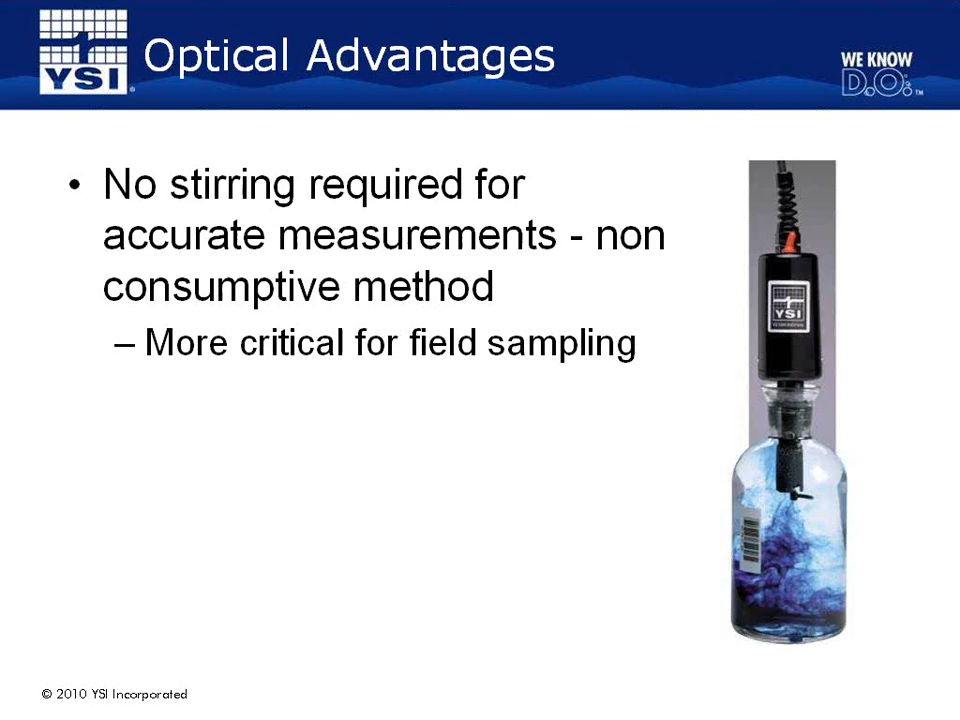 YSI
Optical Advantages
WE KNOW
D.O.™
• No stirring required for
accurate measurements - non
consumptive method
– More critical for field sampling
YSI
© 2010 YSI Incorporated